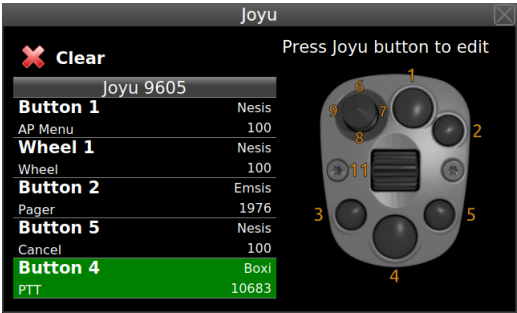 Joyu
Clear
Press Joyu button to edit
Joyu 9605
Button 1 Nesis
AP Menu 100
Wheel 1 Nesis
Wheel 100
Button 2 Emsis
Pager 1976
Button 5 Nesis
Cancel 100
Button 4 Boxi
PTT 10683
1
6
9 7
8
2
11
3 5
4